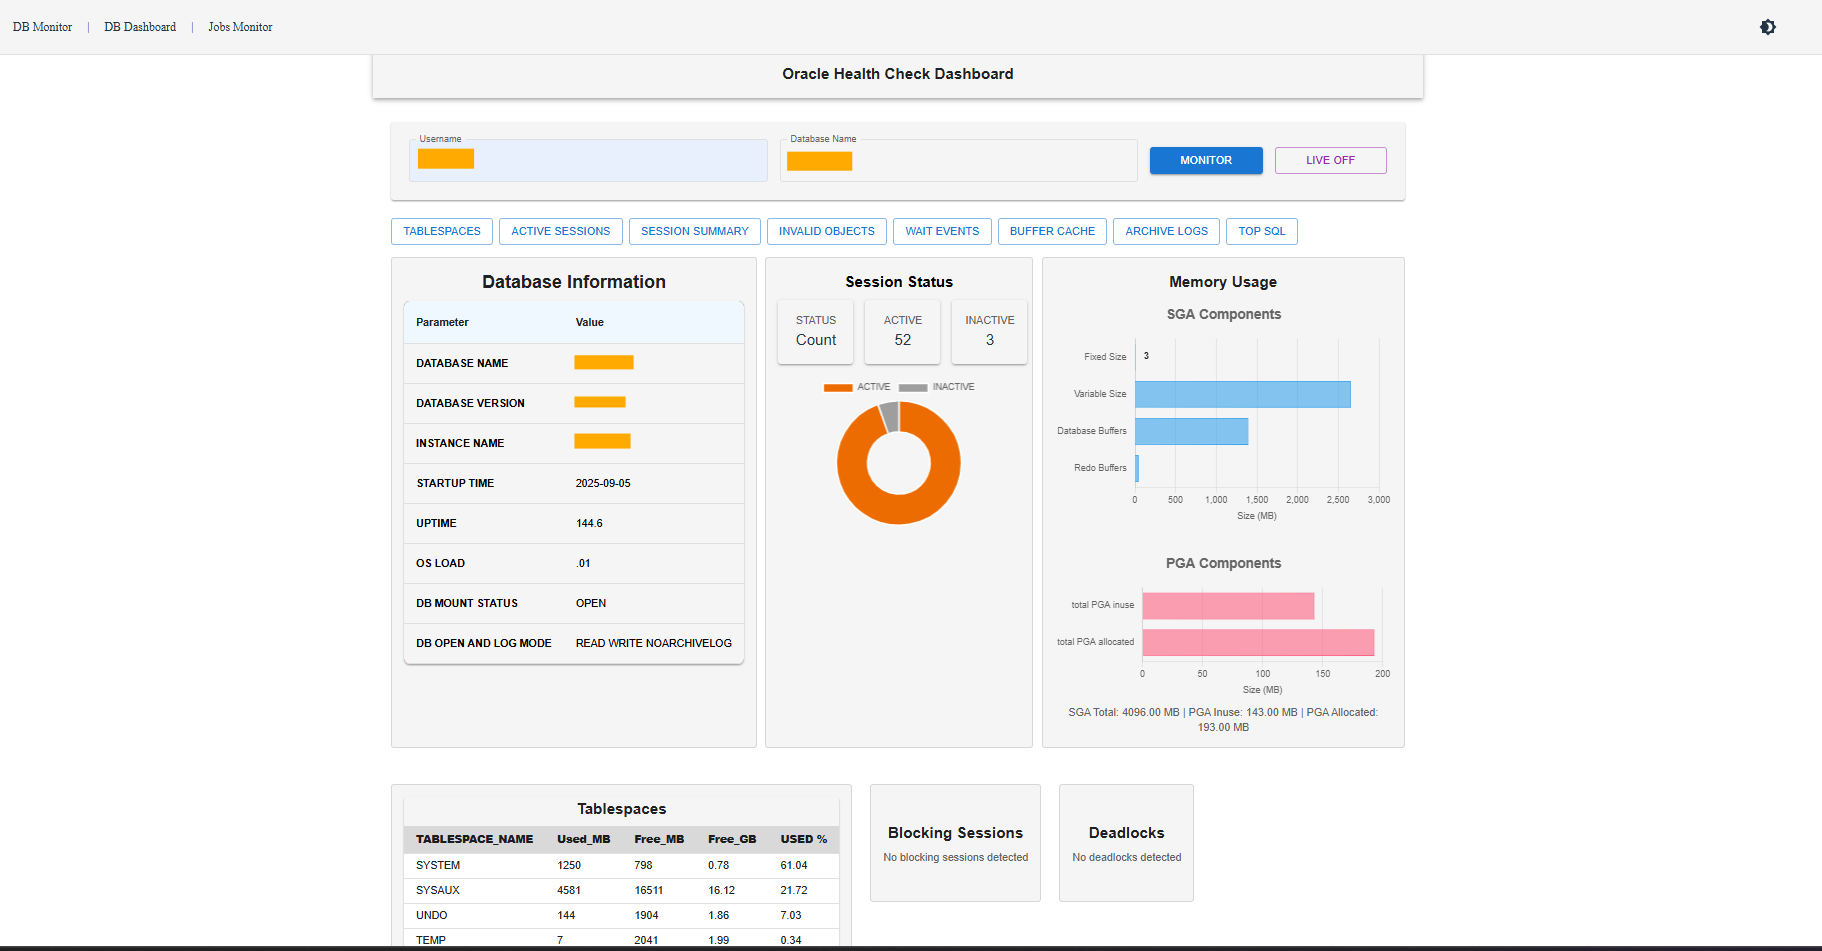 DB Monitor | DB Dashboard | Jobs Monitor
Oracle Health Check Dashboard
Username
Database Name
MONITOR
LIVE OFF
TABLESPACES ACTIVE SESSIONS SESSION SUMMARY INVALID OBJECTS WAIT EVENTS BUFFER CACHE ARCHIVE LOGS TOP SQL
Database Information
Parameter Value
DATABASE NAME
DATABASE VERSION
INSTANCE NAME
STARTUP TIME 2025-09-05
UPTIME 144.6
OS LOAD .01
DB MOUNT STATUS OPEN
DB OPEN AND LOG MODE READ WRITE NOARCHIVELOG
Session Status
STATUS ACTIVE INACTIVE
Count 52 3
ACTIVE INACTIVE
Memory Usage
SGA Components
Fixed Size 3
Variable Size
Database Buffers
Redo Buffers
0 500 1,000 1,500 2,000 2,500 3,000
Size (MB)
PGA Components
total PGA inuse
total PGA allocated
0 50 100 150 200
Size (MB)
SGA Total: 4096.00 MB | PGA Inuse: 143.00 MB | PGA Allocated:
193.00 MB
Tablespaces
TABLESPACE_NAME Used_MB Free_MB Free_GB USED %
SYSTEM 1250 798 0.78 61.04
SYSAUX 4581 16511 16.12 21.72
UNDO 144 1904 1.86 7.03
TEMP 7 2041 1.99 0.34
Blocking Sessions
No blocking sessions detected
Deadlocks
No deadlocks detected